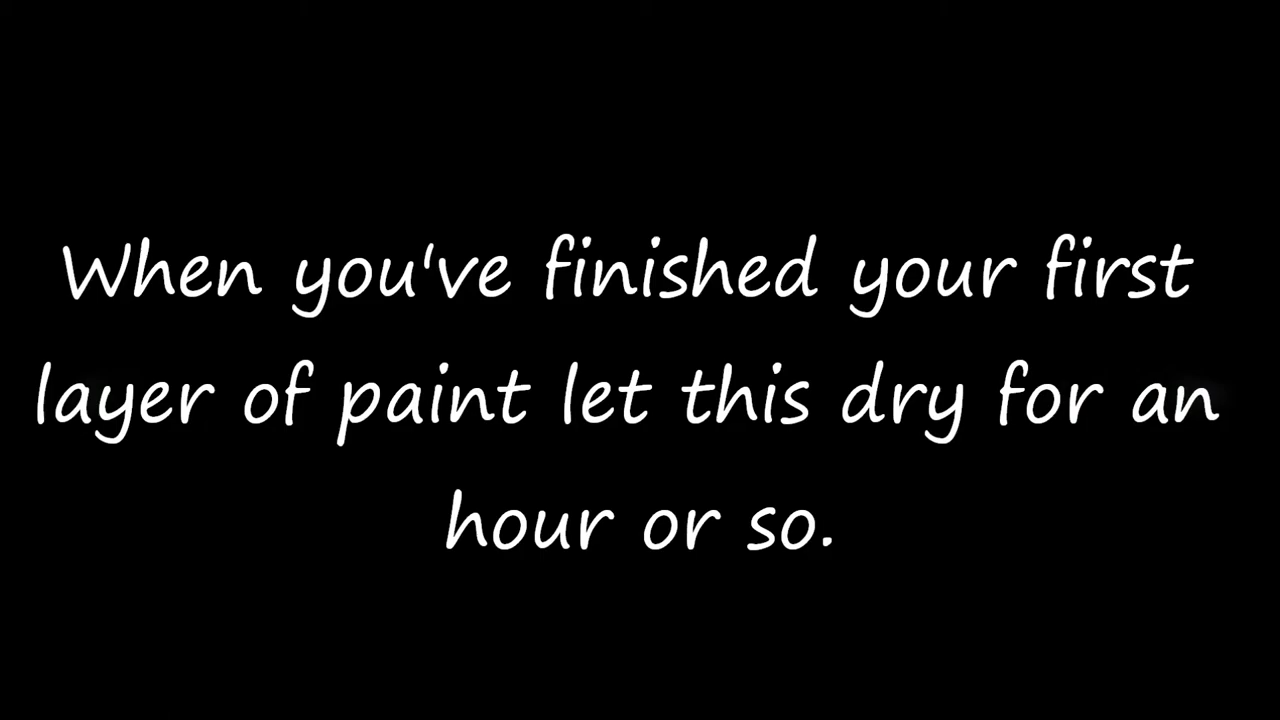 When you've finished your first
layer of paint let this dry for an
hour or so.